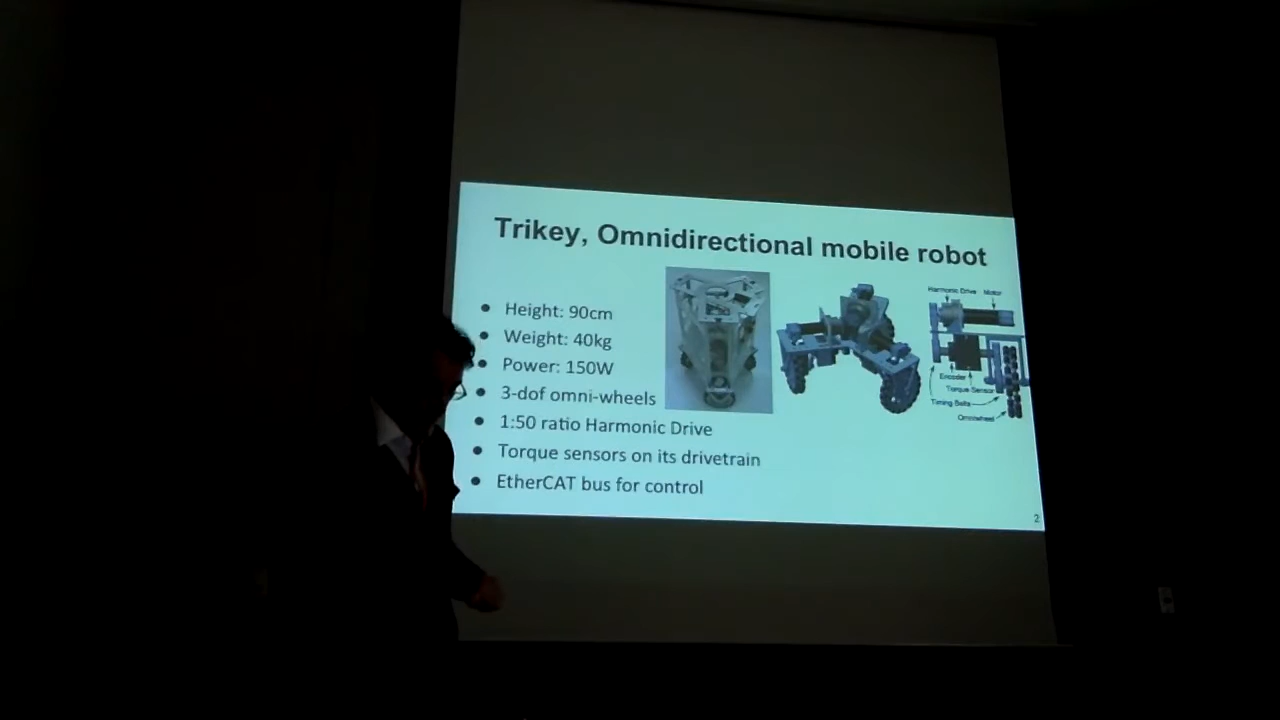 Trikey, Omnidirectional mobile robot
Height: 90cm
Weight: 40kg
Power: 150W
3-dof omni-wheels
1:50 ratio Harmonic Drive
Torque sensors on its drivetrain
EtherCAT bus for control
Harmonic Drive Motor
Encoder
Torque Sensor
Timing Belts
Omniwheel
2